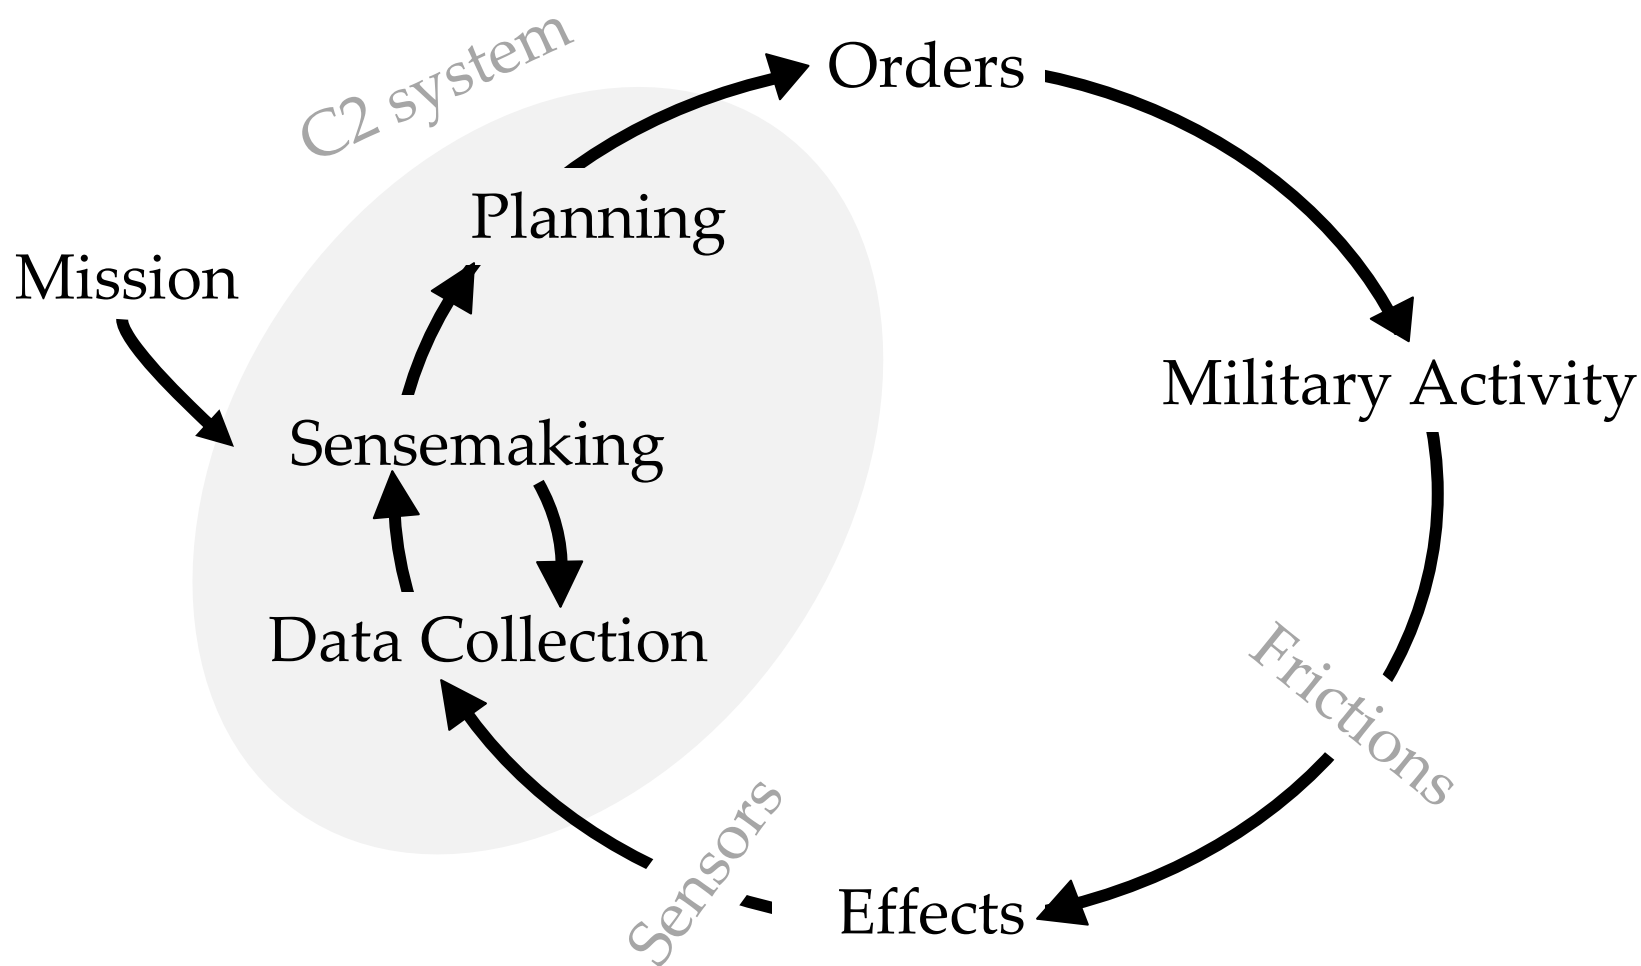 C2 system
Orders
Planning
Mission
Military Activity
Sensemaking
Data Collection
Frictions
Sensors
Effects